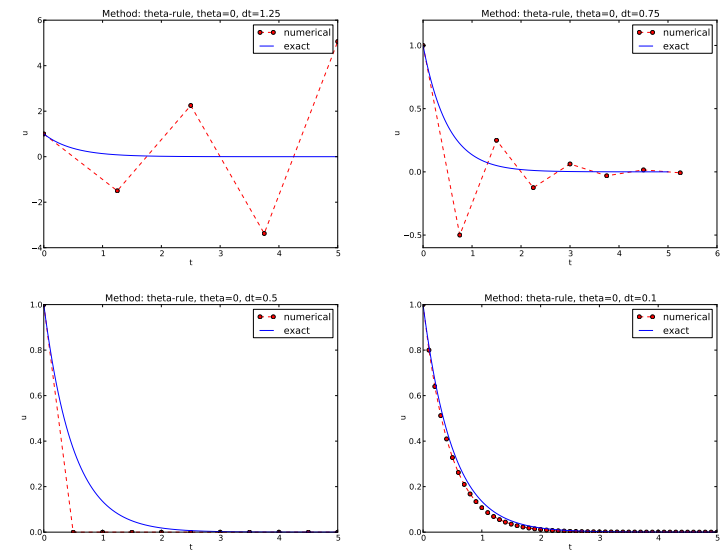 Method: theta-rule, theta=0, dt=1.25
numerical
exact
6
4
2
0
−2
−4
u
0 1 2 3 4 5
t
Method: theta-rule, theta=0, dt=0.75
numerical
exact
1.0
0.5
0.0
−0.5
u
0 1 2 3 4 5 6
t
Method: theta-rule, theta=0, dt=0.5
numerical
exact
1.0
0.8
0.6
0.4
0.2
0.0
u
0 1 2 3 4 5
t
Method: theta-rule, theta=0, dt=0.1
numerical
exact
1.0
0.8
0.6
0.4
0.2
0.0
u
0 1 2 3 4 5
t